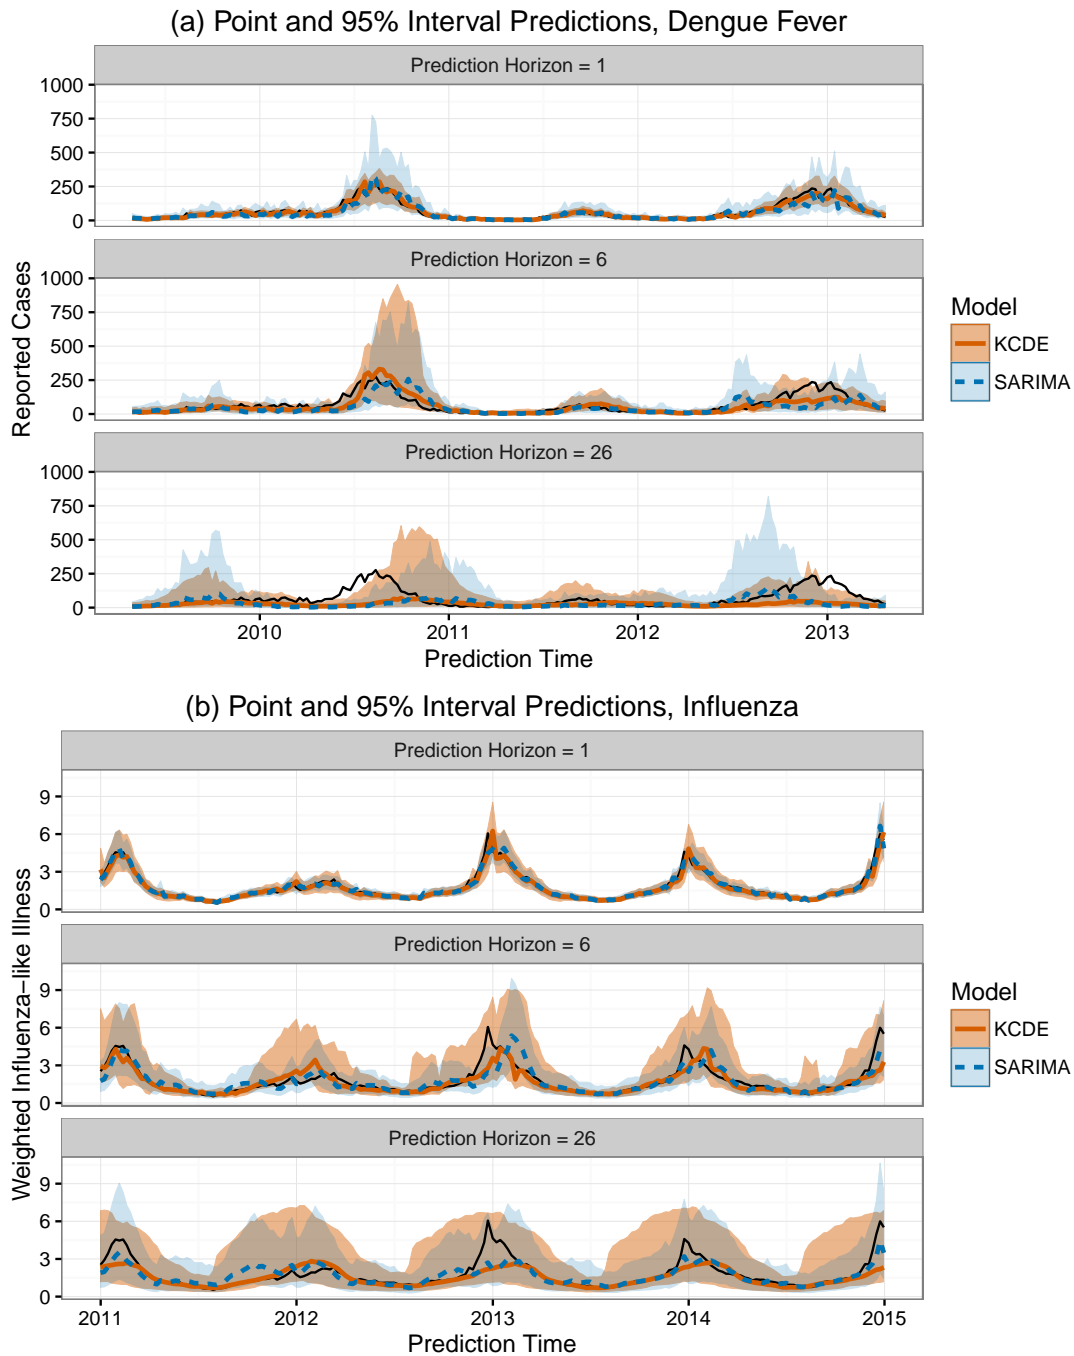 (a) Point and 95% Interval Predictions, Dengue Fever
Prediction Horizon = 1
1000
750
500
250
0
Prediction Horizon = 6
1000
750
500
250
0
Prediction Horizon = 26
1000
750
500
250
0
2010 2011 2012 2013
Prediction Time
Reported Cases
Model
KCDE
SARIMA
(b) Point and 95% Interval Predictions, Influenza
Prediction Horizon = 1
9
6
3
0
Prediction Horizon = 6
9
6
3
0
Prediction Horizon = 26
9
6
3
0
2011 2012 2013 2014 2015
Prediction Time
Weighted Influenza−like Illness
Model
KCDE
SARIMA